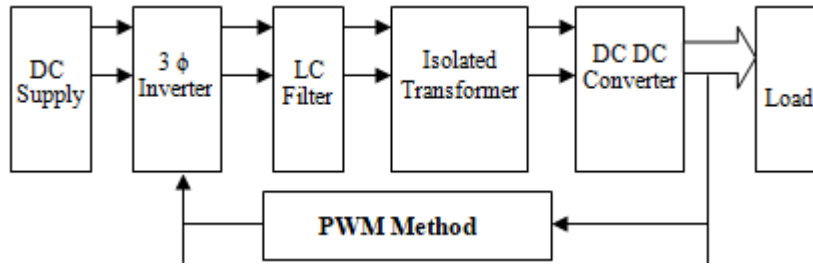 DC
Supply
3 ϕ
Inverter
LC
Filter
Isolated
Transformer
DC DC
Converter
Load
PWM Method